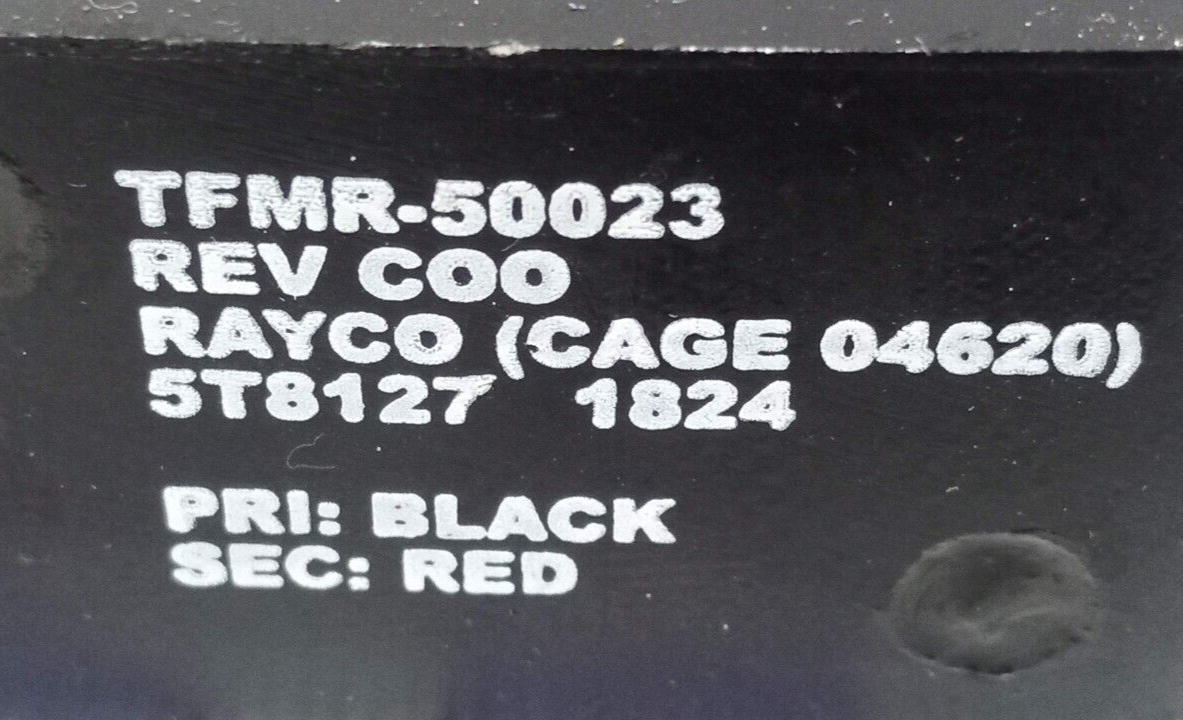 TFMR-50023
REV COO
RAYCO (CAGE 04620)
5T8127 1824
PRI: BLACK
SEC: RED